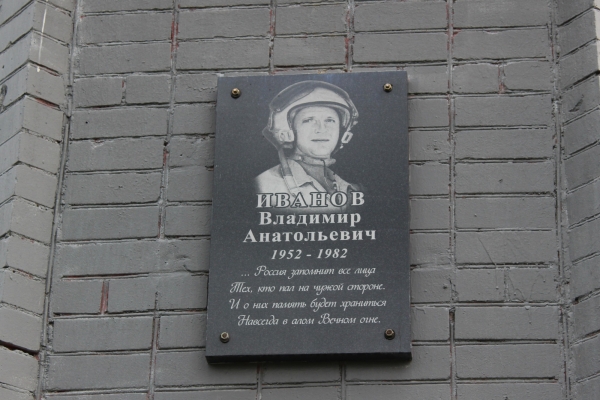 ИВАНОВ
Владимир
Анатольевич
1952 - 1982
... Россия запомнит все лица
Тех, кто пал на чужой стороне.
И о них память будет храниться
Навсегда в алом Вечном огне.